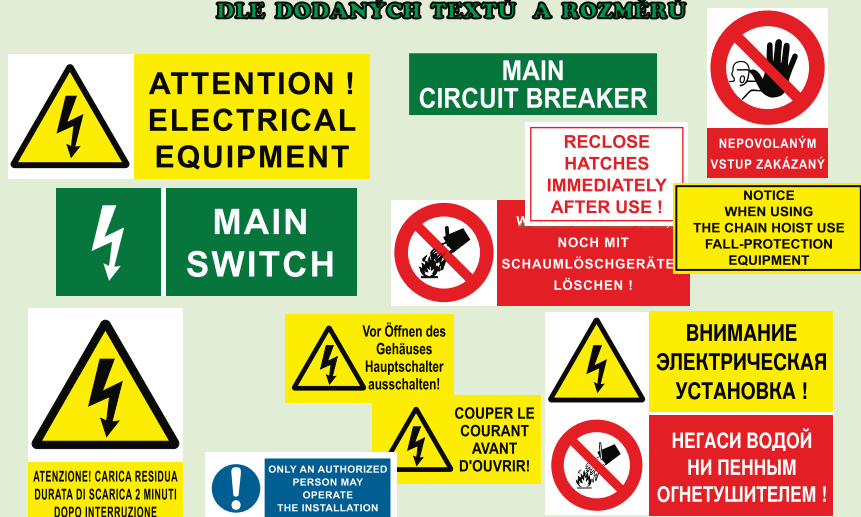 DLE DODANÝCH TEXTŮ A ROZMĚRŮ
ATTENTION !
ELECTRICAL
EQUIPMENT
MAIN
CIRCUIT BREAKER
NEPOVOLANÝM
VSTUP ZAKÁZANÝ
RECLOSE
HATCHES
IMMEDIATELY
AFTER USE !
NOTICE
WHEN USING
THE CHAIN HOIST USE
FALL-PROTECTION
EQUIPMENT
MAIN
SWITCH
NOCH MIT
SCHAUMLÖSCHGERÄTE
LÖSCHEN !
ATENZIONE! CARICA RESIDUA
DURATA DI SCARICA 2 MINUTI
DOPO INTERRUZIONE
Vor Öffnen des
Gehäuses
Hauptschalter
ausschalten!
COUPER LE
COURANT
AVANT
D'OUVRIR!
ONLY AN AUTHORIZED
PERSON MAY
OPERATE
THE INSTALLATION
ВНИМАНИЕ
ЭЛЕКТРИЧЕСКАЯ
УСТАНОВКА !
НЕГАСИ ВОДОЙ
НИ ПЕННЫМ
ОГНЕТУШИТЕЛЕМ !